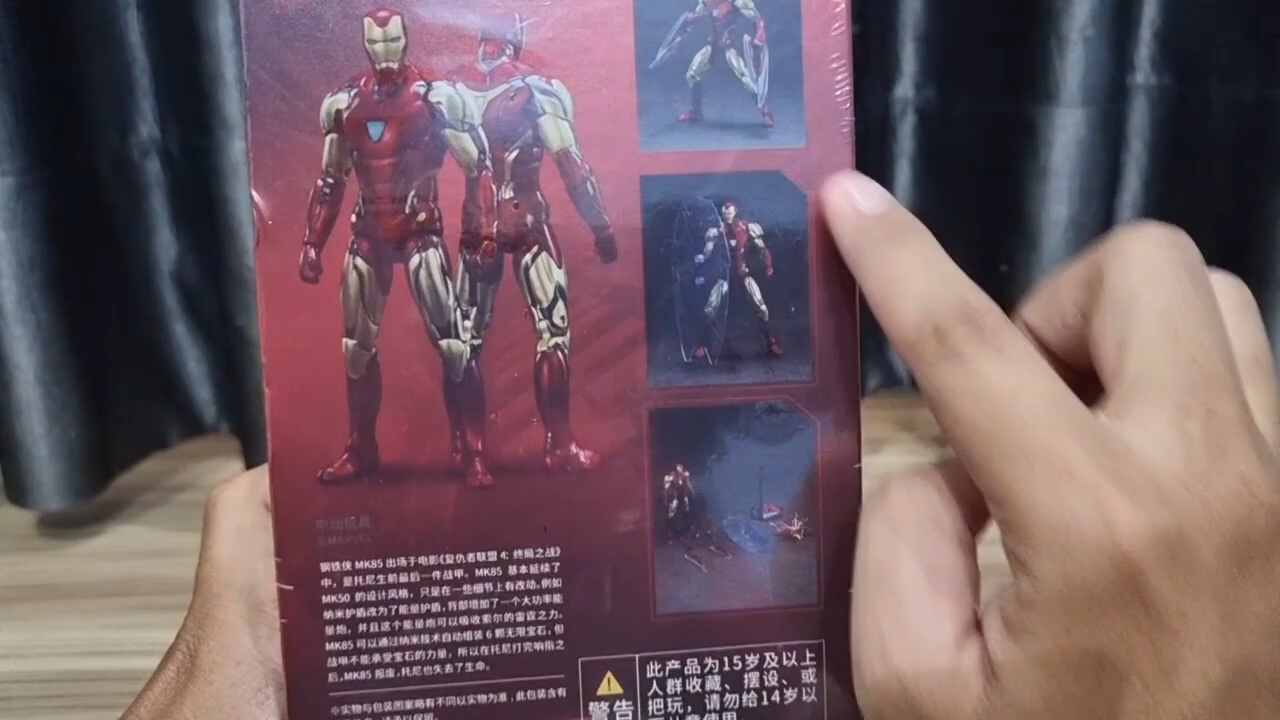 中动玩具
©MARVEL
钢铁侠 MK85 出场于电影《复仇者联盟 4: 终局之战》
中，是托尼生前最后一件战甲。MK85 基本延续了
MK50 的设计风格，只是在一些细节上有改动。例如
纳米护盾改为了能量护盾，背部增加了一个大功率能
量炮，并且这个能量炮可以吸收索尔的雷霆之力。
MK85 可以通过纳米技术自动组装 6 颗无限宝石，但
战甲不能承受宝石的力量，所以在托尼打完响指之
后，MK85 报废，托尼也失去了生命。
※实物与包装图案略有不同以实物为准，此包装含有
警告
此产品为15岁及以上
人群收藏、摆设、或
把玩，请勿给14岁以